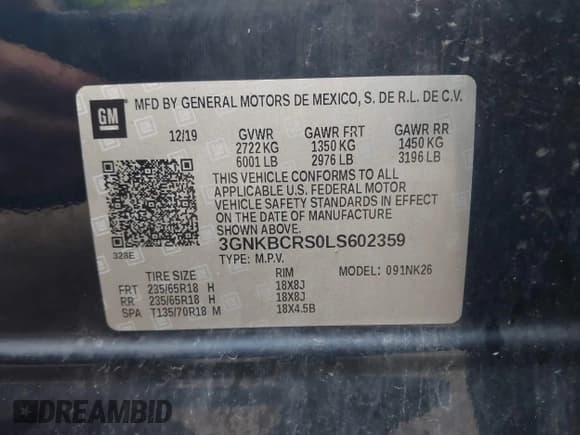 GM
MFD BY GENERAL MOTORS DE MEXICO, S. DE R.L. DE C.V.
12/19 GVWR GAWR FRT GAWR RR
2722 KG 1350 KG 1450 KG
6001 LB 2976 LB 3196 LB
THIS VEHICLE CONFORMS TO ALL
APPLICABLE U.S. FEDERAL MOTOR
VEHICLE SAFETY STANDARDS IN EFFECT
ON THE DATE OF MANUFACTURE
SHOWN ABOVE.
328E
3GNKBCRS0LS602359
TYPE: M.P.V.
TIRE SIZE RIM MODEL: 091NK26
FRT 235/65R18 H 18X8J
RR 235/65R18 H 18X8J
SPA T135/70R18 M 18X4.5B
DREAMBID